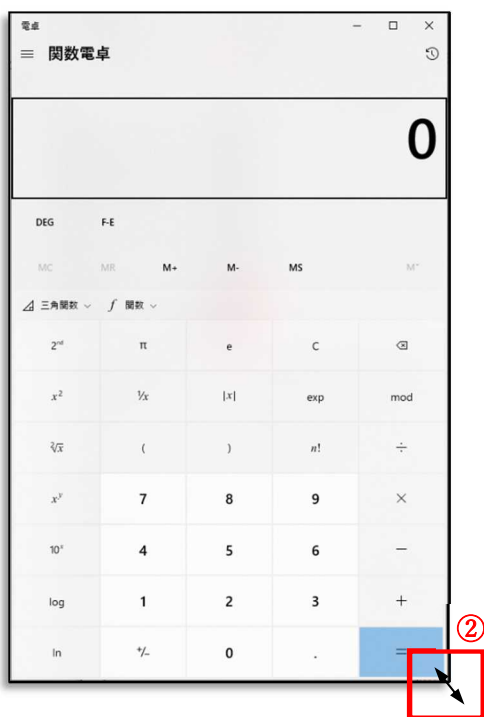 電卓
関数電卓
0
DEG F-E
MC MR M+ M- MS M˅
三角関数 f 関数
2ⁿᵈ π e C
x² ¹/x |x| exp mod
²√x ( ) n! ÷
xʸ 7 8 9 ×
10ˣ 4 5 6 −
log 1 2 3 +
ln +/− 0 . =
②